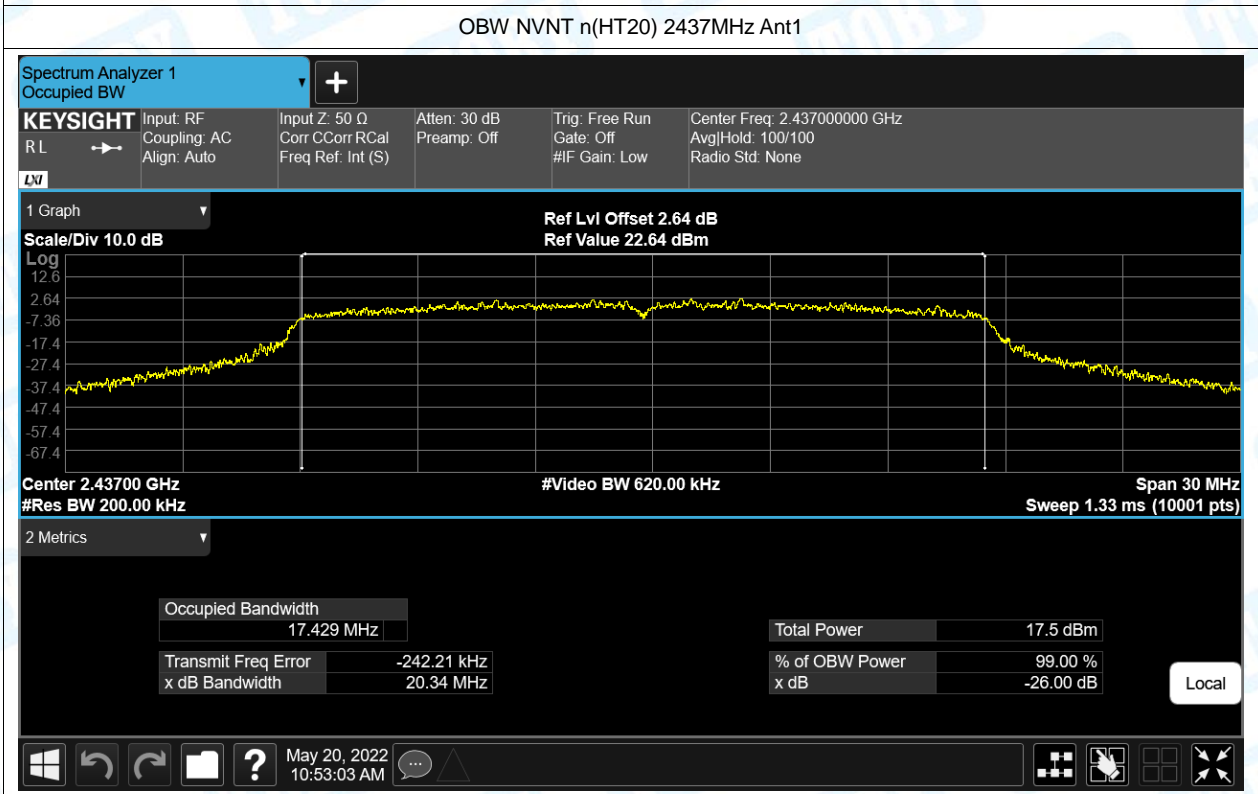 OBW NVNT n(HT20) 2437MHz Ant1
Spectrum Analyzer 1
Occupied BW
KEYSIGHT
R L
LXI
Input: RF
Coupling: AC
Align: Auto
Input Z: 50 Ω
Corr CCorr RCal
Freq Ref: Int (S)
Atten: 30 dB
Preamp: Off
Trig: Free Run
Gate: Off
#IF Gain: Low
Center Freq: 2.437000000 GHz
Avg|Hold: 100/100
Radio Std: None
1 Graph
Scale/Div 10.0 dB
Ref Lvl Offset 2.64 dB
Ref Value 22.64 dBm
Log
12.6
2.64
-7.36
-17.4
-27.4
-37.4
-47.4
-57.4
-67.4
Center 2.43700 GHz
#Video BW 620.00 kHz
Span 30 MHz
#Res BW 200.00 kHz
Sweep 1.33 ms (10001 pts)
2 Metrics
Occupied Bandwidth
17.429 MHz
Total Power 17.5 dBm
Transmit Freq Error -242.21 kHz
% of OBW Power 99.00 %
x dB Bandwidth 20.34 MHz
x dB -26.00 dB
Local
May 20, 2022
10:53:03 AM